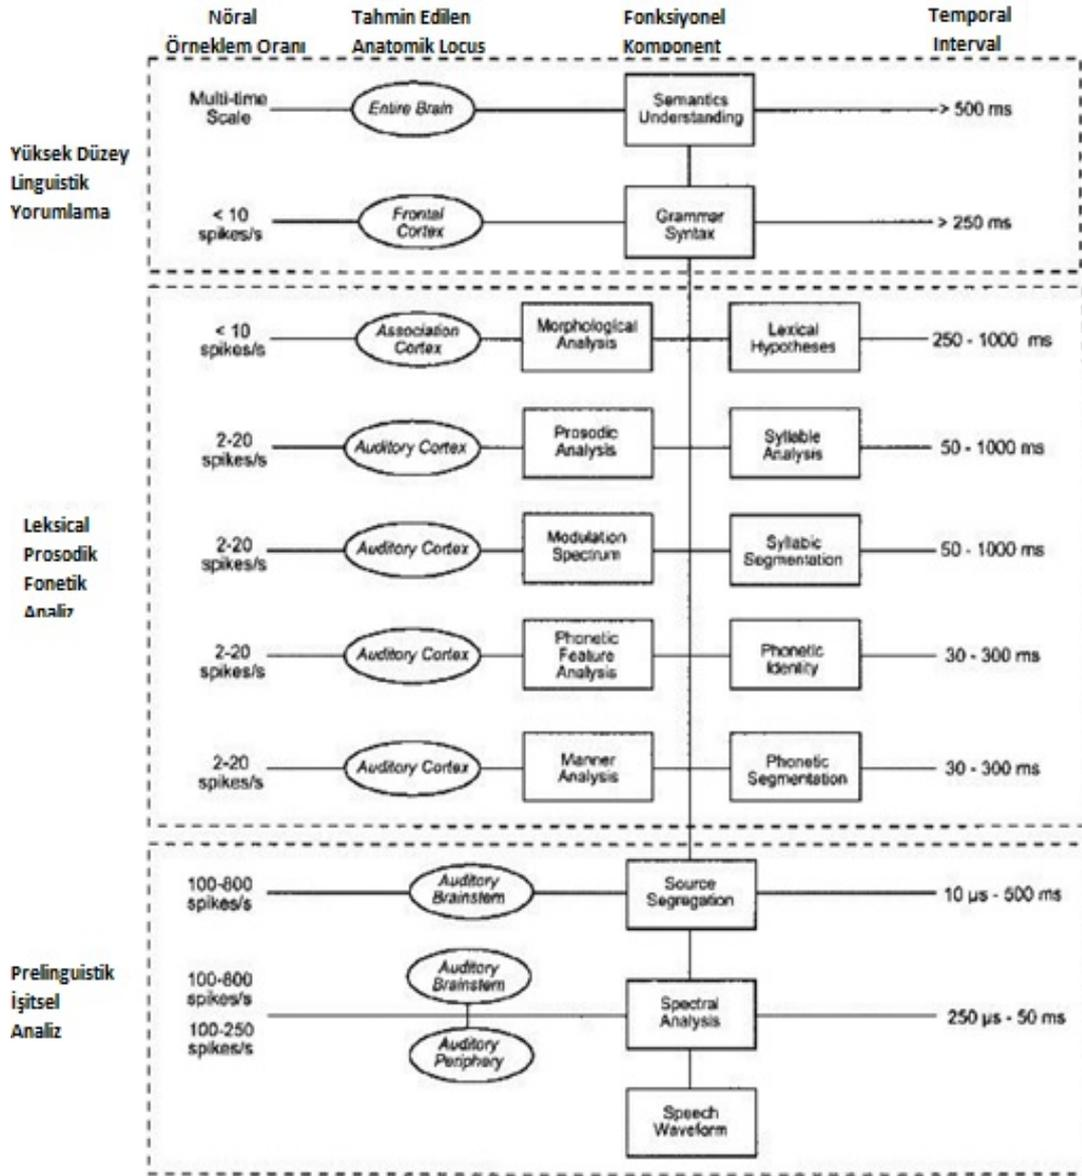 Nöral
Örneklem Oranı
Tahmin Edilen
Anatomik Locus
Fonksiyonel
Komponent
Temporal
Interval
Yüksek Düzey
Linguistik
Yorumlama
Multi-time
Scale
Entire Brain
Semantics
Understanding
> 500 ms
< 10
spikes/s
Frontal
Cortex
Grammar
Syntax
> 250 ms
Leksical
Prosodik
Fonetik
Analiz
< 10
spikes/s
Association
Cortex
Morphological
Analysis
Lexical
Hypotheses
250 - 1000 ms
2-20
spikes/s
Auditory Cortex
Prosodic
Analysis
Syllable
Analysis
50 - 1000 ms
2-20
spikes/s
Auditory Cortex
Modulation
Spectrum
Syllabic
Segmentation
50 - 1000 ms
2-20
spikes/s
Auditory Cortex
Phonetic
Feature
Analysis
Phonetic
Identity
30 - 300 ms
2-20
spikes/s
Auditory Cortex
Manner
Analysis
Phonetic
Segmentation
30 - 300 ms
Prelinguistik
İşitsel
Analiz
100-800
spikes/s
Auditory
Brainstem
Source
Segregation
10 µs - 500 ms
100-800
spikes/s
100-250
spikes/s
Auditory
Brainstem
Auditory
Periphery
Spectral
Analysis
250 µs - 50 ms
Speech
Waveform